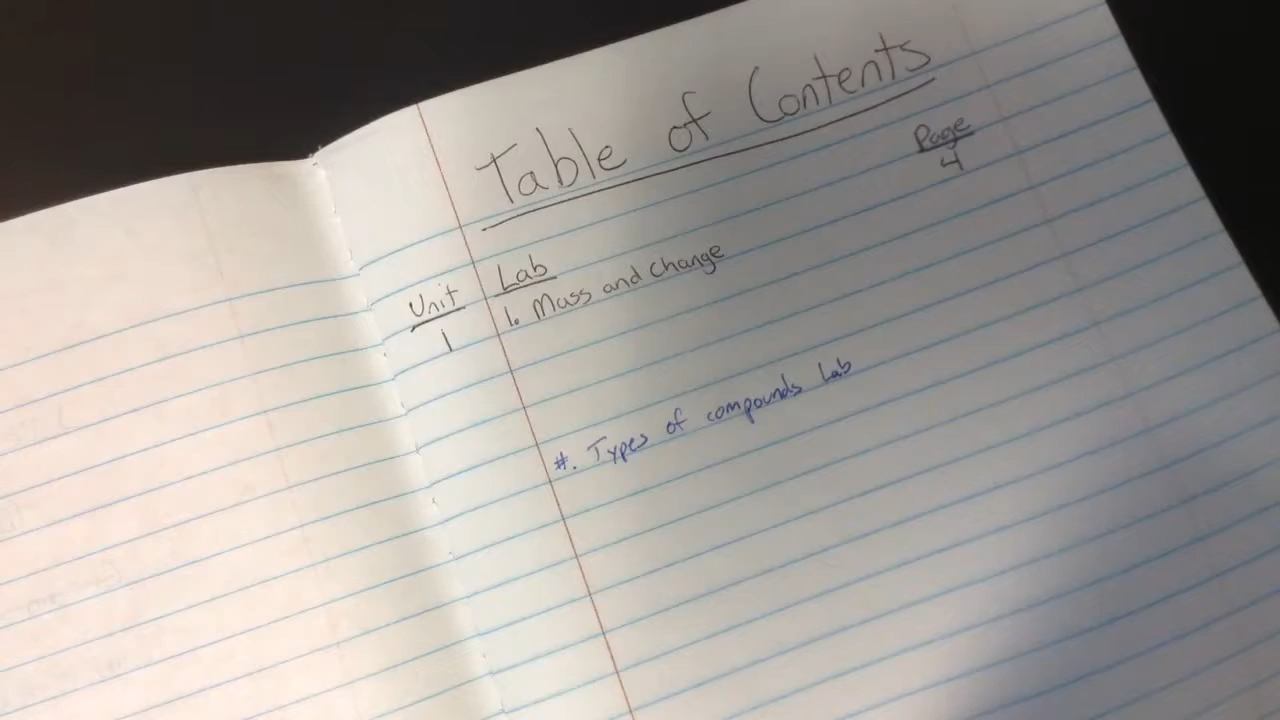 Table of Contents
Unit Lab Page
1 1. Mass and Change 4
#. Types of compounds Lab